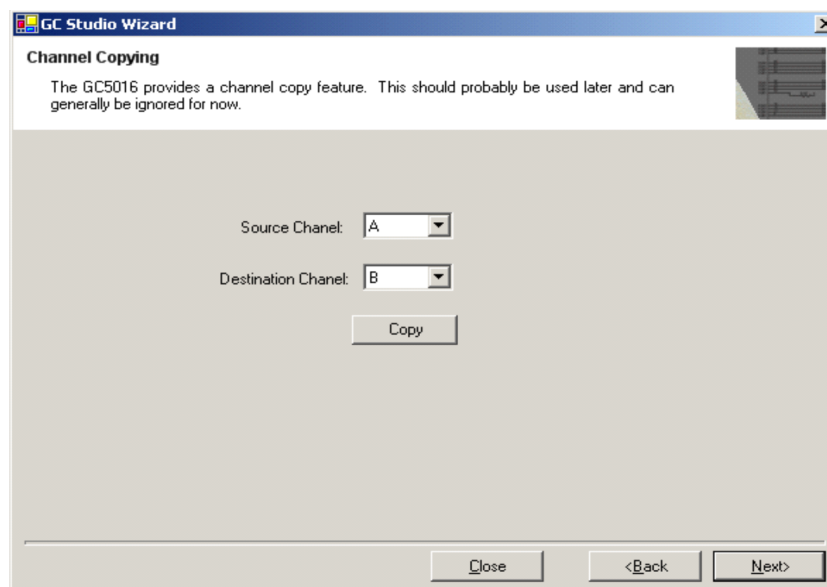 GC Studio Wizard
Channel Copying
The GC5016 provides a channel copy feature. This should probably be used later and can
generally be ignored for now.
Source Chanel: A
Destination Chanel: B
Copy
Close <Back Next>